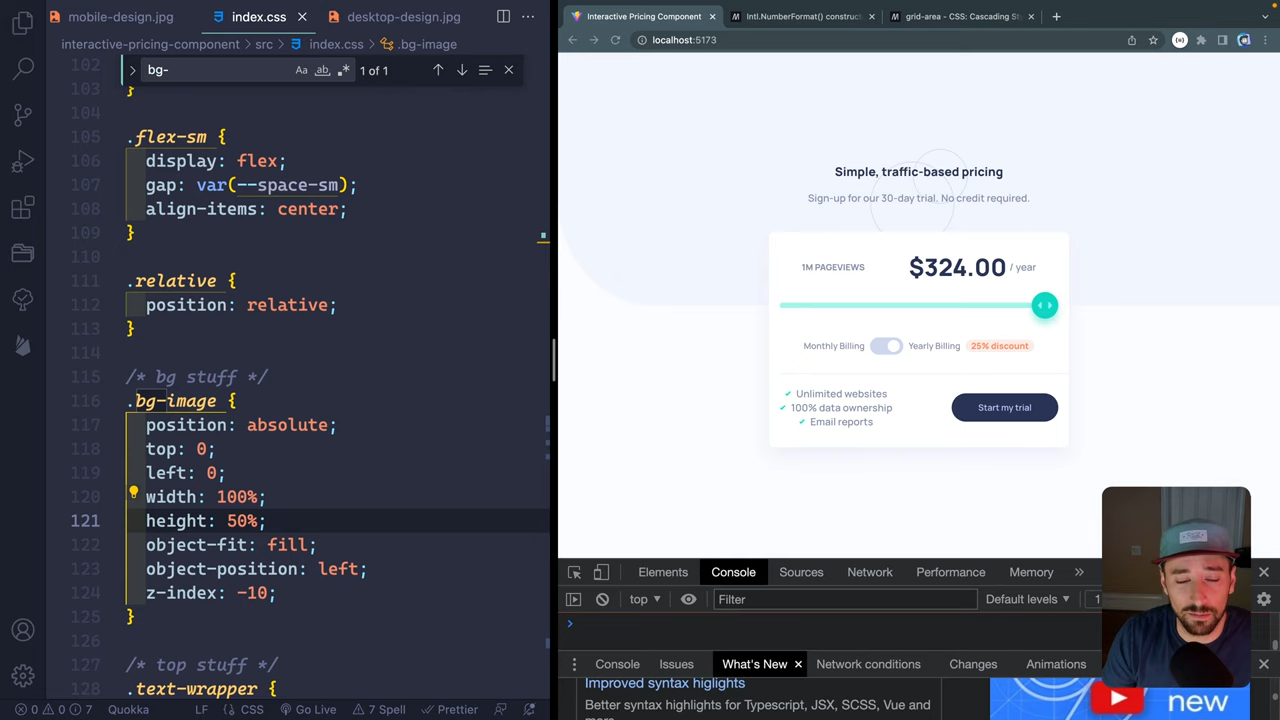 mobile-design.jpg
index.css
desktop-design.jpg
interactive-pricing-component > src > index.css > .bg-image
bg-
Aa
ab
1 of 1
102
103 }
104
105 .flex-sm {
106 display: flex;
107 gap: var(--space-sm);
108 align-items: center;
109 }
110
111 .relative {
112 position: relative;
113 }
114
115 /* bg stuff */
116 .bg-image {
117 position: absolute;
118 top: 0;
119 left: 0;
120 width: 100%;
121 height: 50%;
122 object-fit: fill;
123 object-position: left;
124 z-index: -10;
125 }
126
127 /* top stuff */
128 .text-wrapper {
0 0 7 Quokka LF CSS Go Live 7 Spell Prettier
Interactive Pricing Component
Intl.NumberFormat() construct
grid-area - CSS: Cascading St
localhost:5173
Simple, traffic-based pricing
Sign-up for our 30-day trial. No credit required.
1M PAGEVIEWS
$324.00 / year
Monthly Billing
Yearly Billing
25% discount
Unlimited websites
100% data ownership
Email reports
Start my trial
Elements Console Sources Network Performance Memory
top Filter Default levels 1
Console Issues What's New Network conditions Changes Animations
Improved syntax higlights
Better syntax highlights for Typescript, JSX, SCSS, Vue and
new